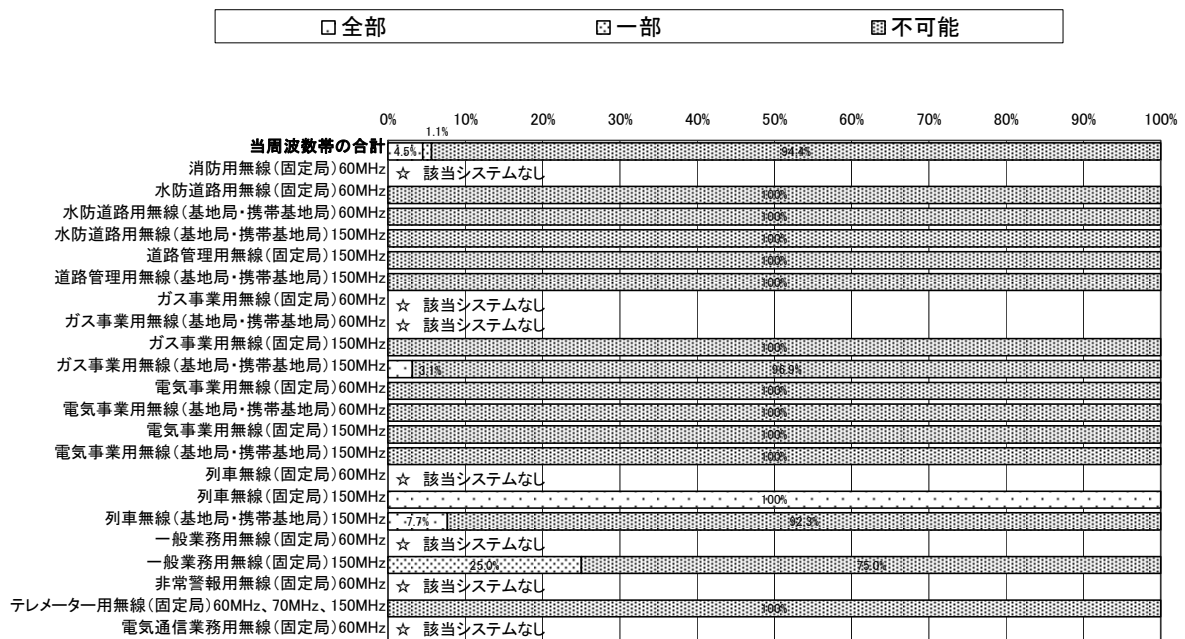 全部 一部 不可能
0% 10% 20% 30% 40% 50% 60% 70% 80% 90% 100%
1.1%
当周波数帯の合計 4.5% 94.4%
消防用無線(固定局)60MHz ☆ 該当システムなし
水防道路用無線(固定局)60MHz 100%
水防道路用無線(基地局・携帯基地局)60MHz 100%
水防道路用無線(基地局・携帯基地局)150MHz 100%
道路管理用無線(固定局)150MHz 100%
道路管理用無線(基地局・携帯基地局)150MHz 100%
ガス事業用無線(固定局)60MHz ☆ 該当システムなし
ガス事業用無線(基地局・携帯基地局)60MHz ☆ 該当システムなし
ガス事業用無線(固定局)150MHz 100%
ガス事業用無線(基地局・携帯基地局)150MHz 3.1% 96.9%
電気事業用無線(固定局)60MHz 100%
電気事業用無線(基地局・携帯基地局)60MHz 100%
電気事業用無線(固定局)150MHz 100%
電気事業用無線(基地局・携帯基地局)150MHz 100%
列車無線(固定局)60MHz ☆ 該当システムなし
列車無線(固定局)150MHz 100%
列車無線(基地局・携帯基地局)150MHz 7.7% 92.3%
一般業務用無線(固定局)60MHz ☆ 該当システムなし
一般業務用無線(固定局)150MHz 25.0% 75.0%
非常警報用無線(固定局)60MHz ☆ 該当システムなし
テレメーター用無線(固定局)60MHz、70MHz、150MHz 100%
電気通信業務用無線(固定局)60MHz ☆ 該当システムなし